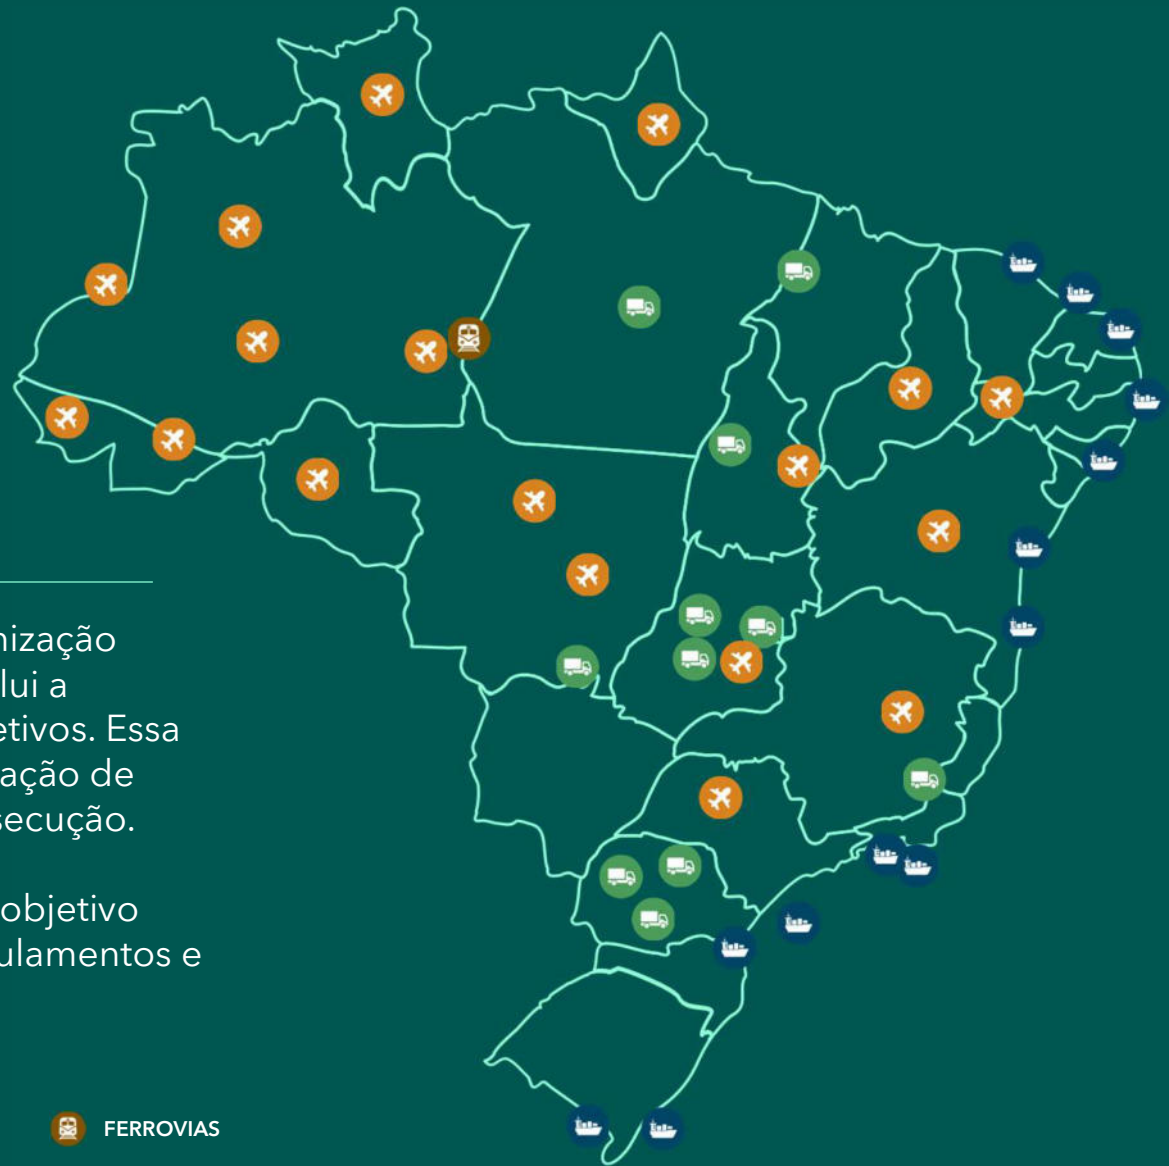 nização
lui a
etivos. Essa
ação de
secução.
objetivo
ulamentos e
FERROVIAS